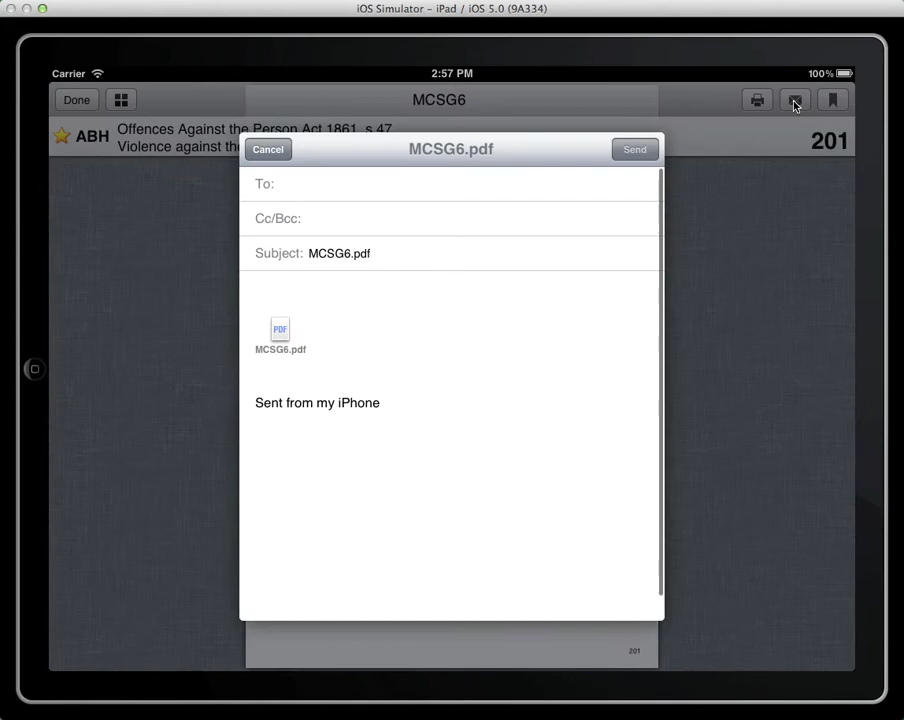 iOS Simulator – iPad / iOS 5.0 (9A334)
Carrier 2:57 PM 100%
Done MCSG6
ABH Offences Against the Person Act 1861, s 47
Violence against the 201
Cancel MCSG6.pdf Send
To:
Cc/Bcc:
Subject: MCSG6.pdf
PDF
MCSG6.pdf
Sent from my iPhone
201